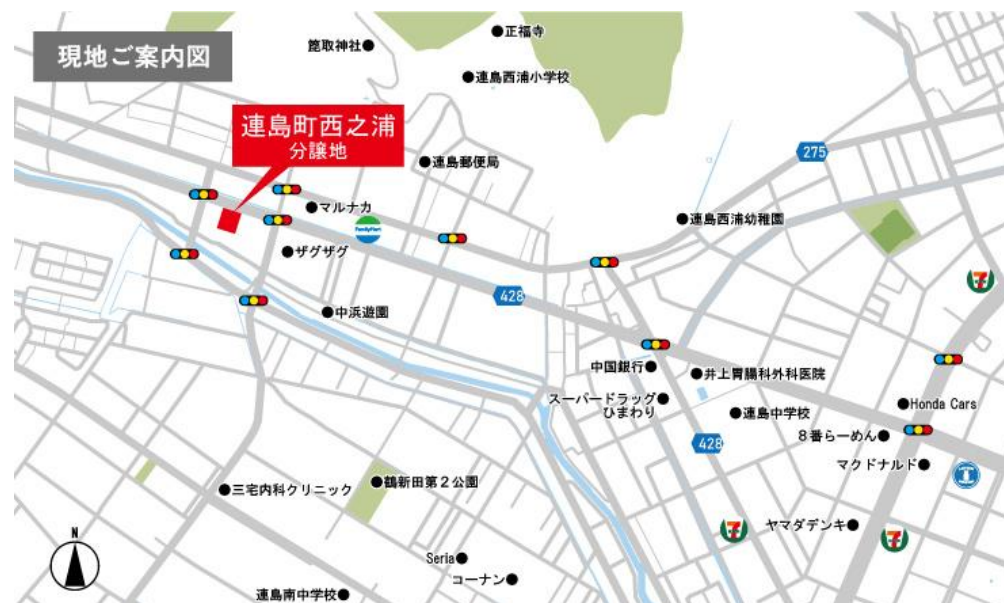 現地ご案内図
箆取神社
正福寺
連島西浦小学校
連島町西之浦
分譲地
連島郵便局
275
マルナカ
FamilyMart
連島西浦幼稚園
ザグザグ
7
428
中浜遊園
中国銀行
井上胃腸科外科医院
スーパードラッグ
ひまわり
Honda Cars
連島中学校
8番らーめん
428
マクドナルド
三宅内科クリニック
鶴新田第2公園
ヤマダデンキ
7
7
N
Seria
コーナン
連島南中学校